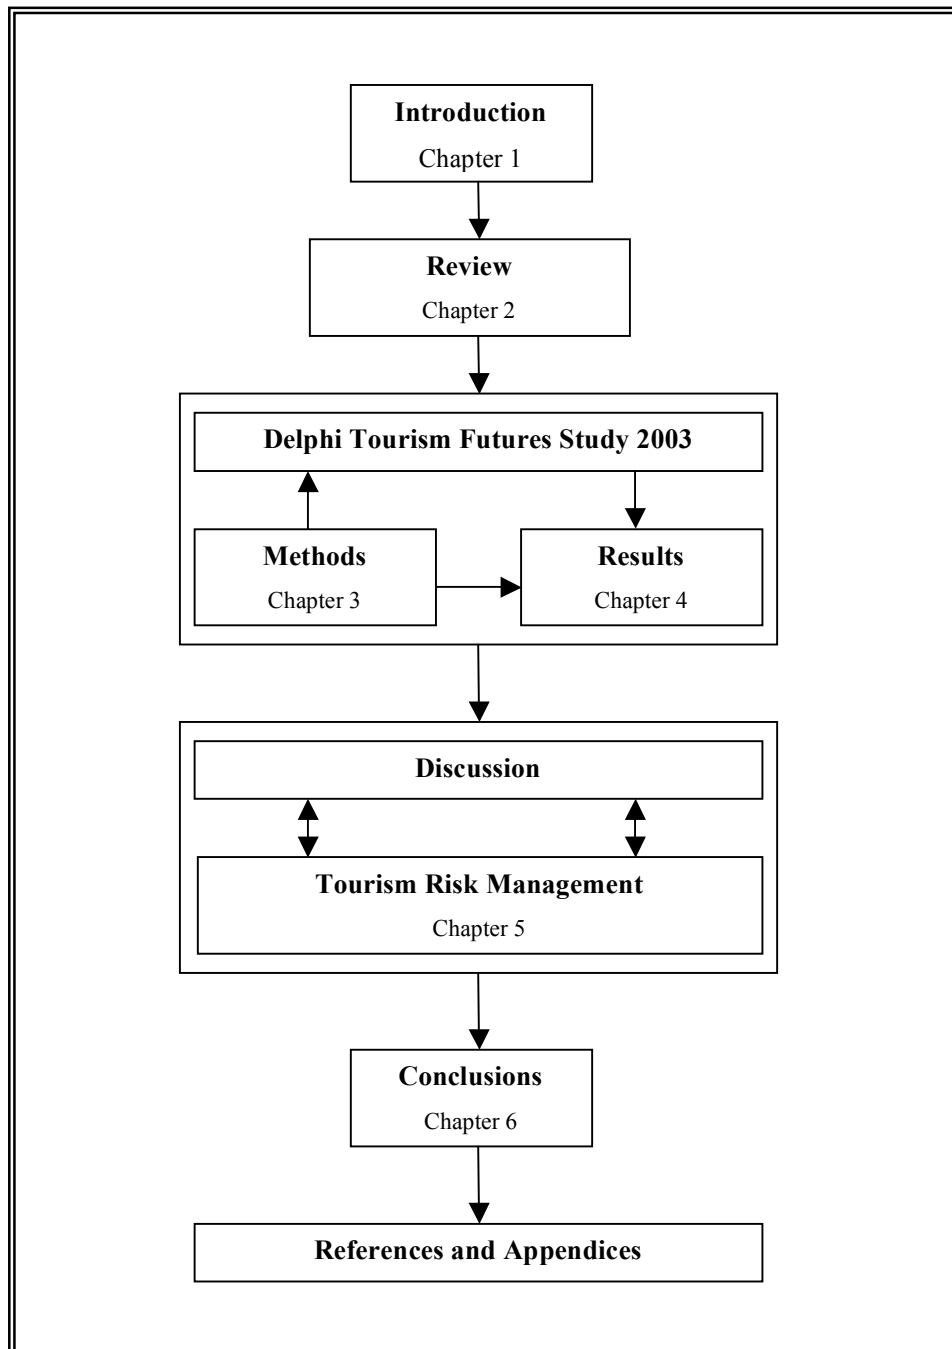 Introduction
Chapter 1
Review
Chapter 2
Delphi Tourism Futures Study 2003
Methods
Chapter 3
Results
Chapter 4
Discussion
Tourism Risk Management
Chapter 5
Conclusions
Chapter 6
References and Appendices